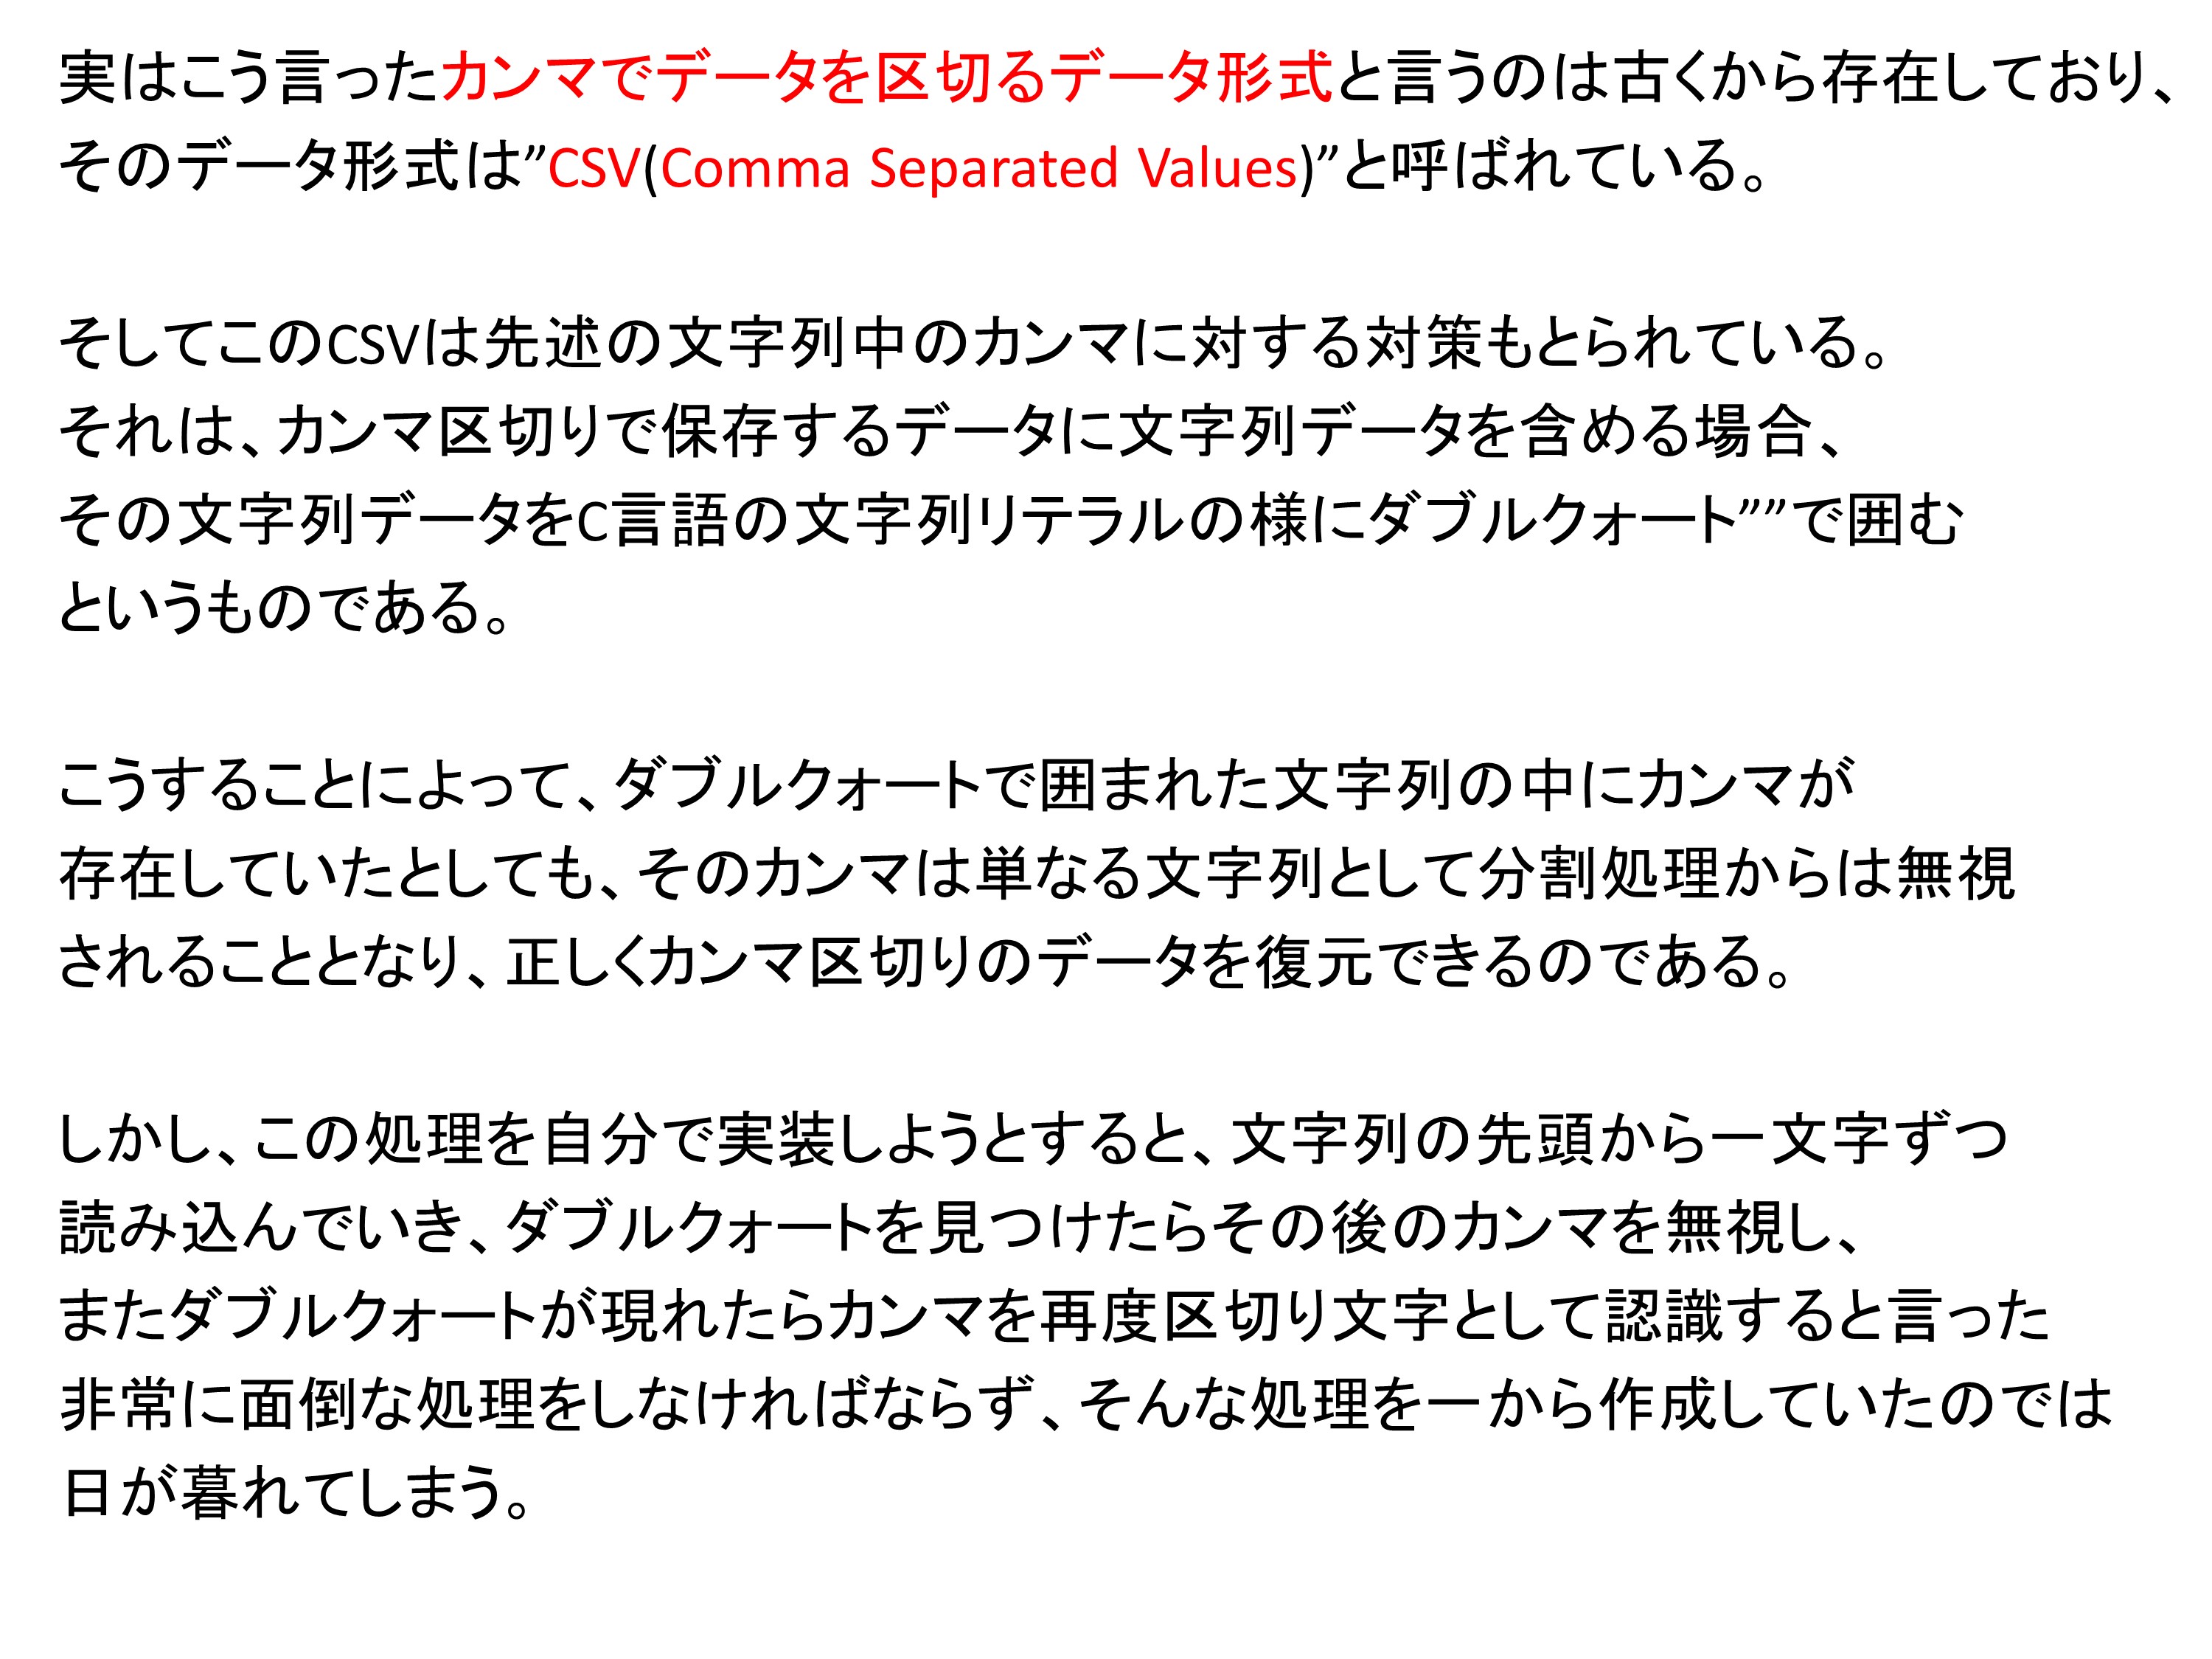 実はこう言ったカンマでデータを区切るデータ形式と言うのは古くから存在しており、
そのデータ形式は”CSV(Comma Separated Values)”と呼ばれている。
そしてこのCSVは先述の文字列中のカンマに対する対策もとられている。
それは、カンマ区切りで保存するデータに文字列データを含める場合、
その文字列データをC言語の文字列リテラルの様にダブルクォート””で囲む
というものである。
こうすることによって、ダブルクォートで囲まれた文字列の中にカンマが
存在していたとしても、そのカンマは単なる文字列として分割処理からは無視
されることとなり、正しくカンマ区切りのデータを復元できるのである。
しかし、この処理を自分で実装しようとすると、文字列の先頭から一文字ずつ
読み込んでいき、ダブルクォートを見つけたらその後のカンマを無視し、
またダブルクォートが現れたらカンマを再度区切り文字として認識すると言った
非常に面倒な処理をしなければならず、そんな処理を一から作成していたのでは
日が暮れてしまう。